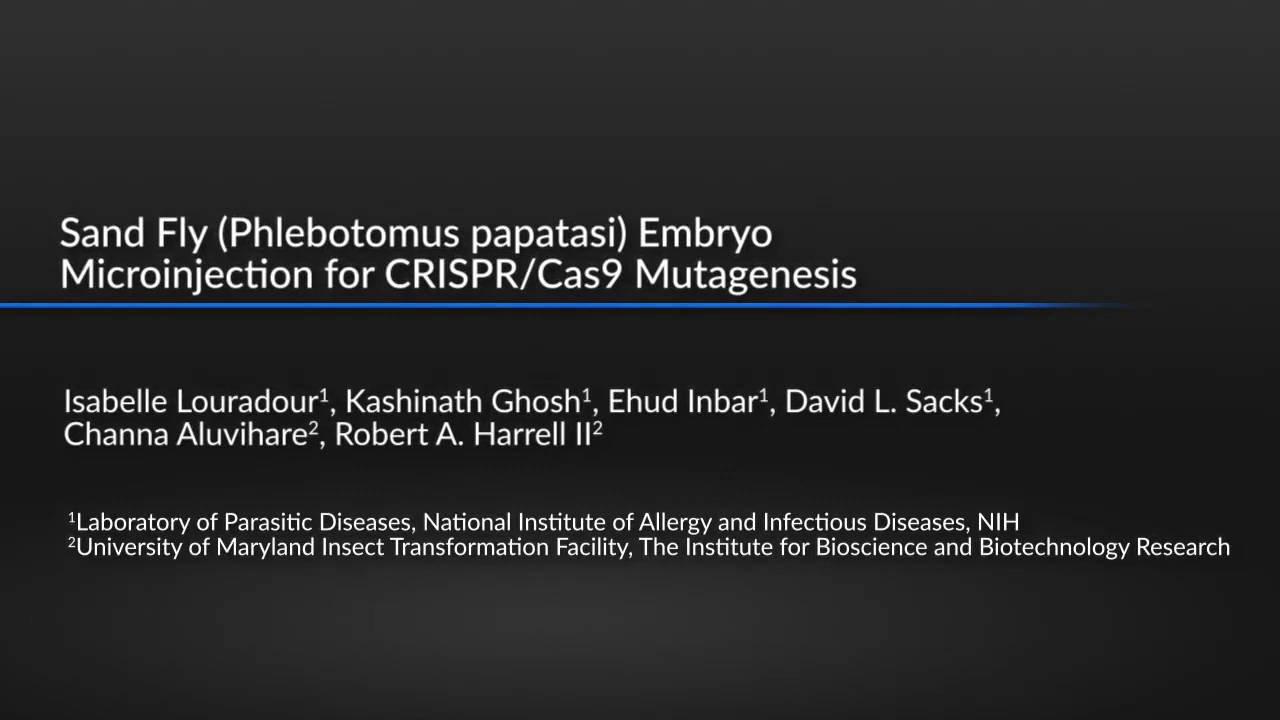 Sand Fly (Phlebotomus papatasi) Embryo
Microinjection for CRISPR/Cas9 Mutagenesis
Isabelle Louradour¹, Kashinath Ghosh¹, Ehud Inbar¹, David L. Sacks¹,
Channa Aluvihare², Robert A. Harrell II²
¹Laboratory of Parasitic Diseases, National Institute of Allergy and Infectious Diseases, NIH
²University of Maryland Insect Transformation Facility, The Institute for Bioscience and Biotechnology Research